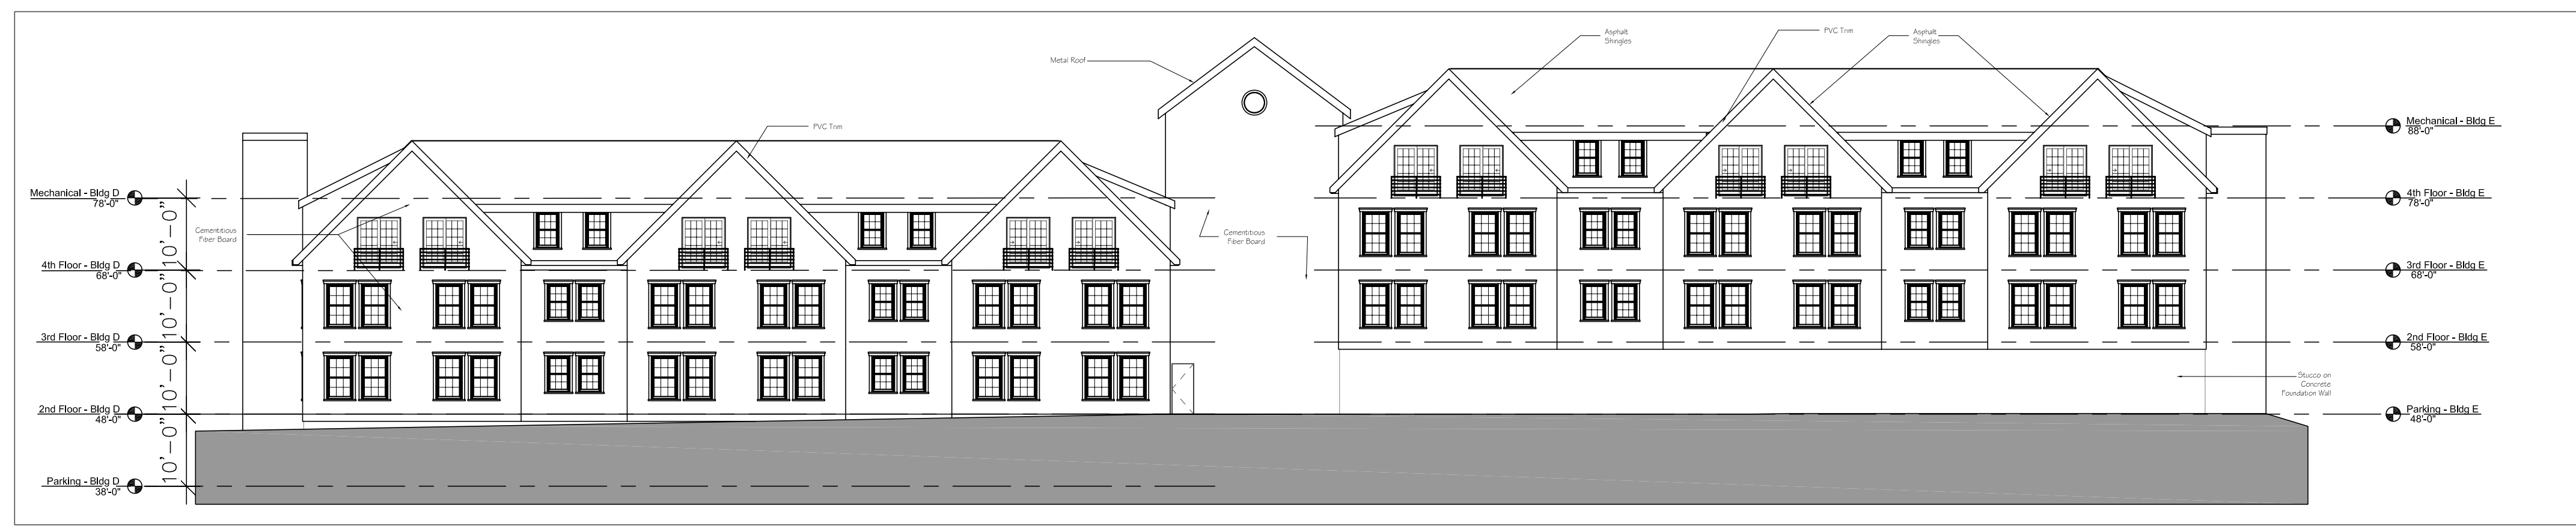 Asphalt
Shingles
PVC Trim
Asphalt
Shingles
Metal Roof
PVC Trim
Mechanical - Bldg E
88'-0"
Mechanical - Bldg D
78'-0"
4th Floor - Bldg E
78'-0"
Cementitious
Fiber Board
Cementitious
Fiber Board
4th Floor - Bldg D
68'-0"
3rd Floor - Bldg E
68'-0"
3rd Floor - Bldg D
58'-0"
2nd Floor - Bldg E
58'-0"
Stucco on
Concrete
Foundation Wall
2nd Floor - Bldg D
48'-0"
Parking - Bldg E
48'-0"
Parking - Bldg D
38'-0"
10'-0"
10'-0"
10'-0"
10'-0"